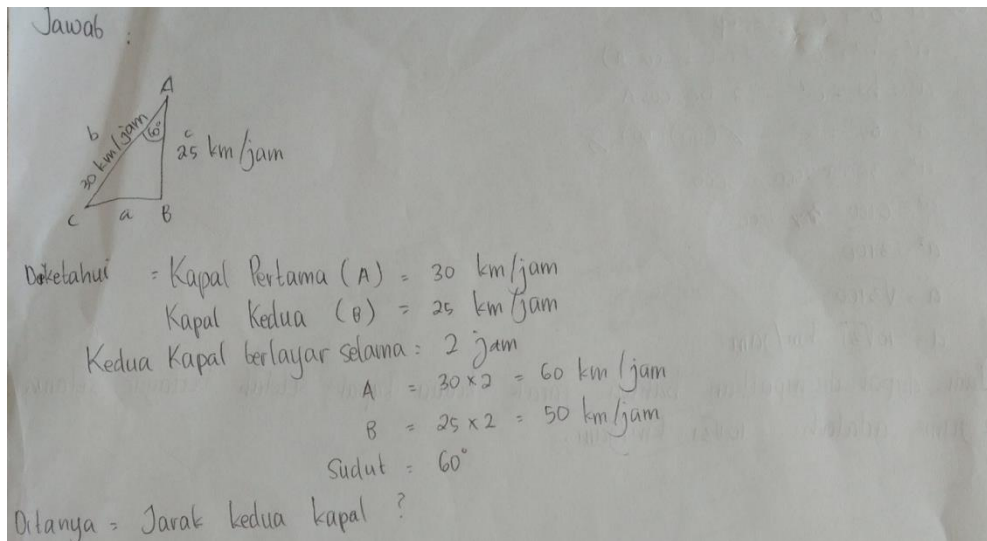 Jawab :
A
b
30 km/jam
60°
c
25 km/jam
C
a
B
Diketahui = Kapal Pertama (A) = 30 km/jam
Kapal Kedua (B) = 25 km/jam
Kedua Kapal berlayar selama = 2 jam
A = 30 x 2 = 60 km/jam
B = 25 x 2 = 50 km/jam
Sudut = 60°
Ditanya = Jarak kedua kapal ?